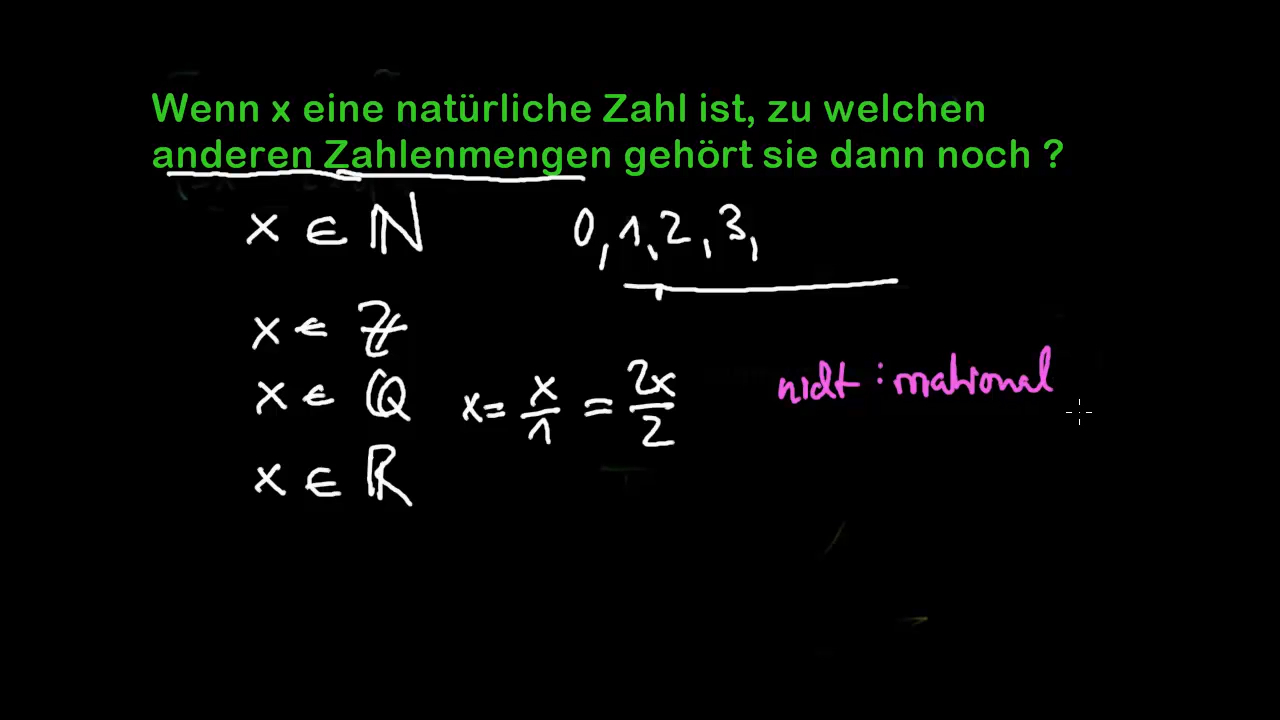 Wenn x eine natürliche Zahl ist, zu welchen
anderen Zahlenmengen gehört sie dann noch ?
x ∈ ℕ 0, 1, 2, 3,
x ∈ ℤ
x ∈ ℚ x = x/1 = 2x/2 nicht : irrational
x ∈ ℝ